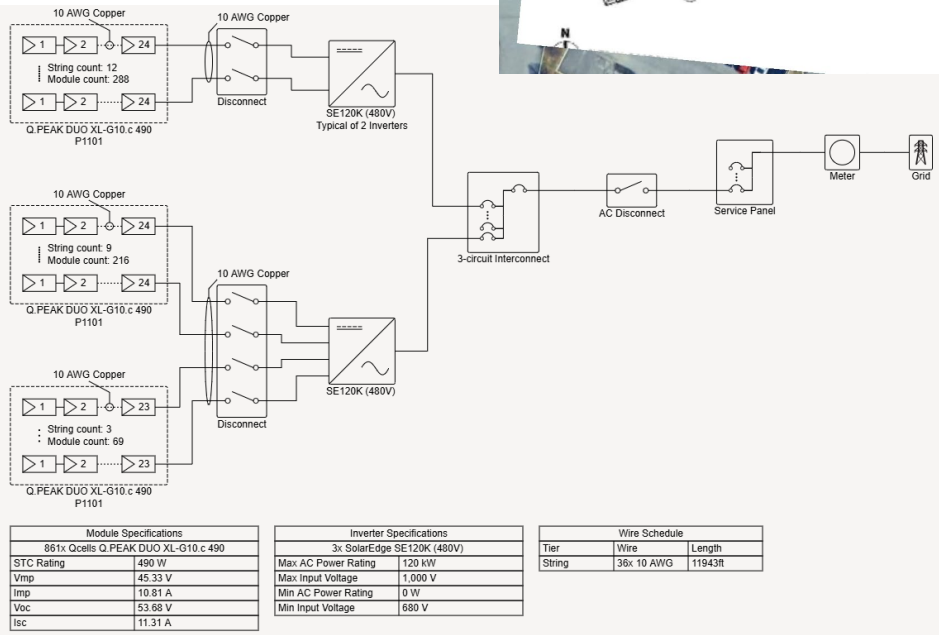 N
10 AWG Copper
10 AWG Copper
1
2
24
String count: 12
Module count: 288
1
2
24
Q.PEAK DUO XL-G10.c 490
P1101
Disconnect
SE120K (480V)
Typical of 2 Inverters
10 AWG Copper
1
2
24
String count: 9
Module count: 216
1
2
24
Q.PEAK DUO XL-G10.c 490
P1101
10 AWG Copper
10 AWG Copper
1
2
23
String count: 3
Module count: 69
1
2
23
Q.PEAK DUO XL-G10.c 490
P1101
Disconnect
SE120K (480V)
3-circuit Interconnect
AC Disconnect
Service Panel
Meter
Grid
Module Specifications
861x Qcells Q.PEAK DUO XL-G10.c 490
STC Rating 490 W
Vmp 45.33 V
Imp 10.81 A
Voc 53.68 V
Isc 11.31 A
Inverter Specifications
3x SolarEdge SE120K (480V)
Max AC Power Rating 120 kW
Max Input Voltage 1,000 V
Min AC Power Rating 0 W
Min Input Voltage 680 V
Wire Schedule
Tier Wire Length
String 36x 10 AWG 11943ft